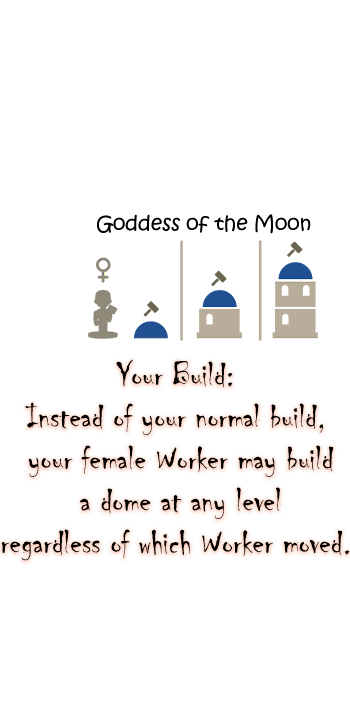 Goddess of the Moon
Your Build:
Instead of your normal build,
your female Worker may build
a dome at any level
regardless of which Worker moved.